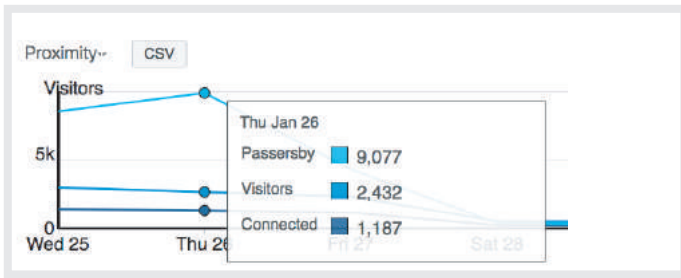 Proximity CSV
Visitors
Thu Jan 26
Passersby 9,077
5k
Visitors 2,432
Connected 1,187
0
Wed 25 Thu 26 Fri 27 Sat 28